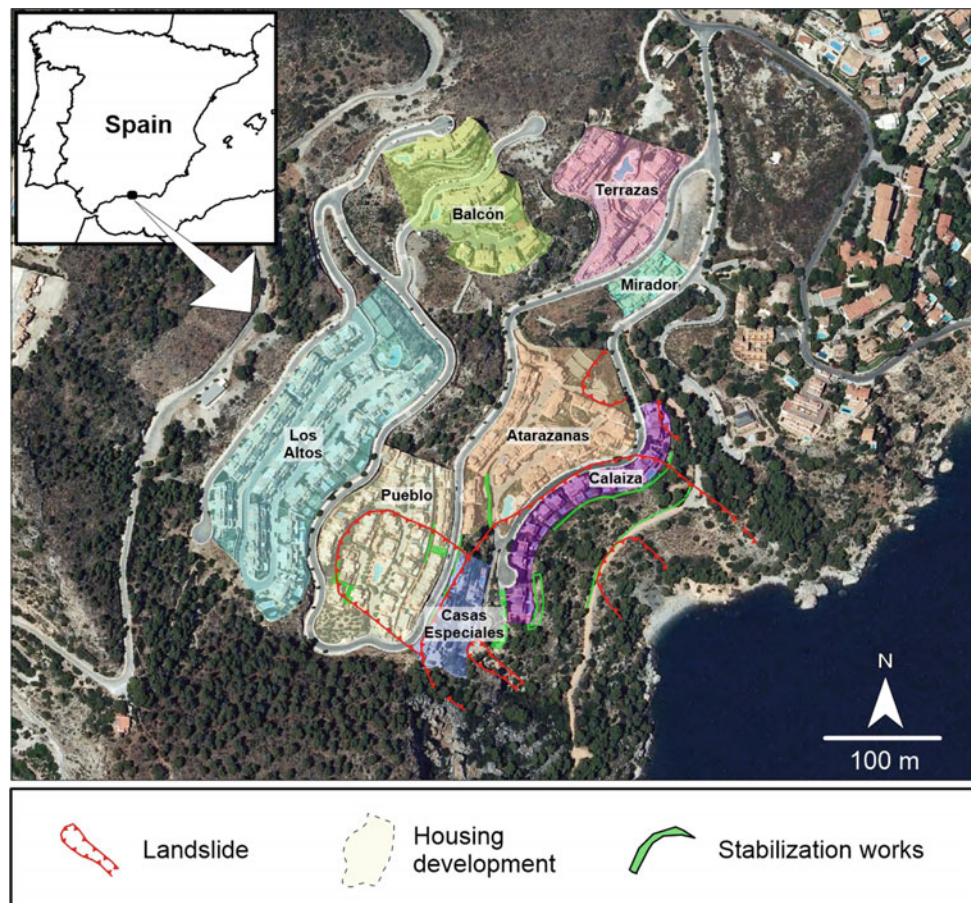 Spain
Balcón
Terrazas
Mirador
Los
Altos
Atarazanas
Pueblo
Calaiza
Casas
Especiales
N
100 m
Landslide
Housing
development
Stabilization works